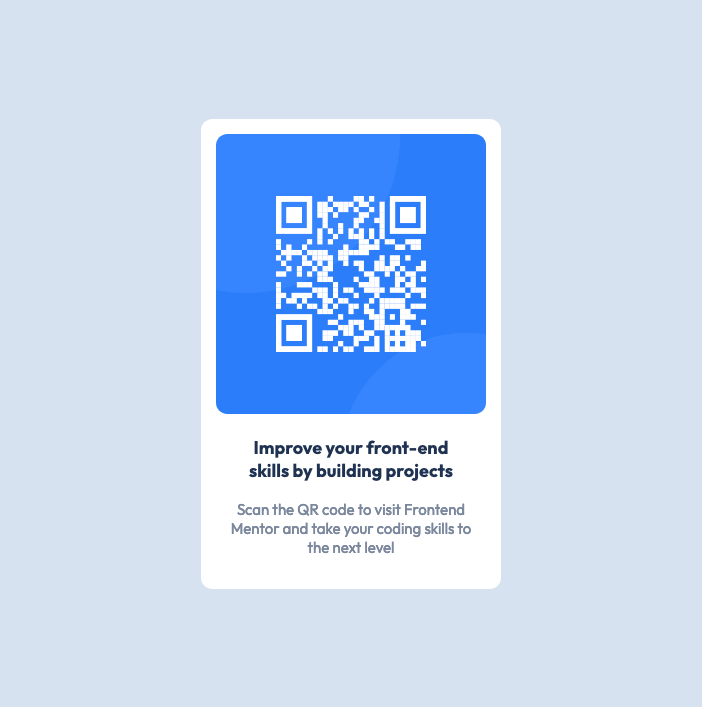 Improve your front-end
skills by building projects
Scan the QR code to visit Frontend
Mentor and take your coding skills to
the next level